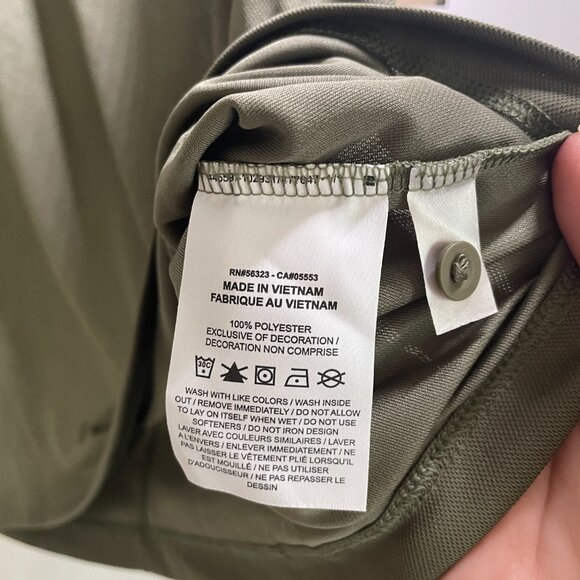 RN#56323 - CA#05553
MADE IN VIETNAM
FABRIQUE AU VIETNAM
100% POLYESTER
EXCLUSIVE OF DECORATION /
DECORATION NON COMPRISE
30C
WASH WITH LIKE COLORS / WASH INSIDE
OUT / REMOVE IMMEDIATELY / DO NOT ALLOW
TO LAY ON ITSELF WHEN WET / DO NOT USE
SOFTENERS / DO NOT IRON DESIGN
LAVER AVEC COULEURS SIMILAIRES / LAVER
À L'ENVERS / ENLEVER IMMÉDIATEMENT / NE
PAS LAISSER LE VÊTEMENT PLIÉ LORSQU'IL
EST MOUILLÉ / NE PAS UTILISER
D'ADOUCISSEUR / NE PAS REPASSER LE
DESSIN